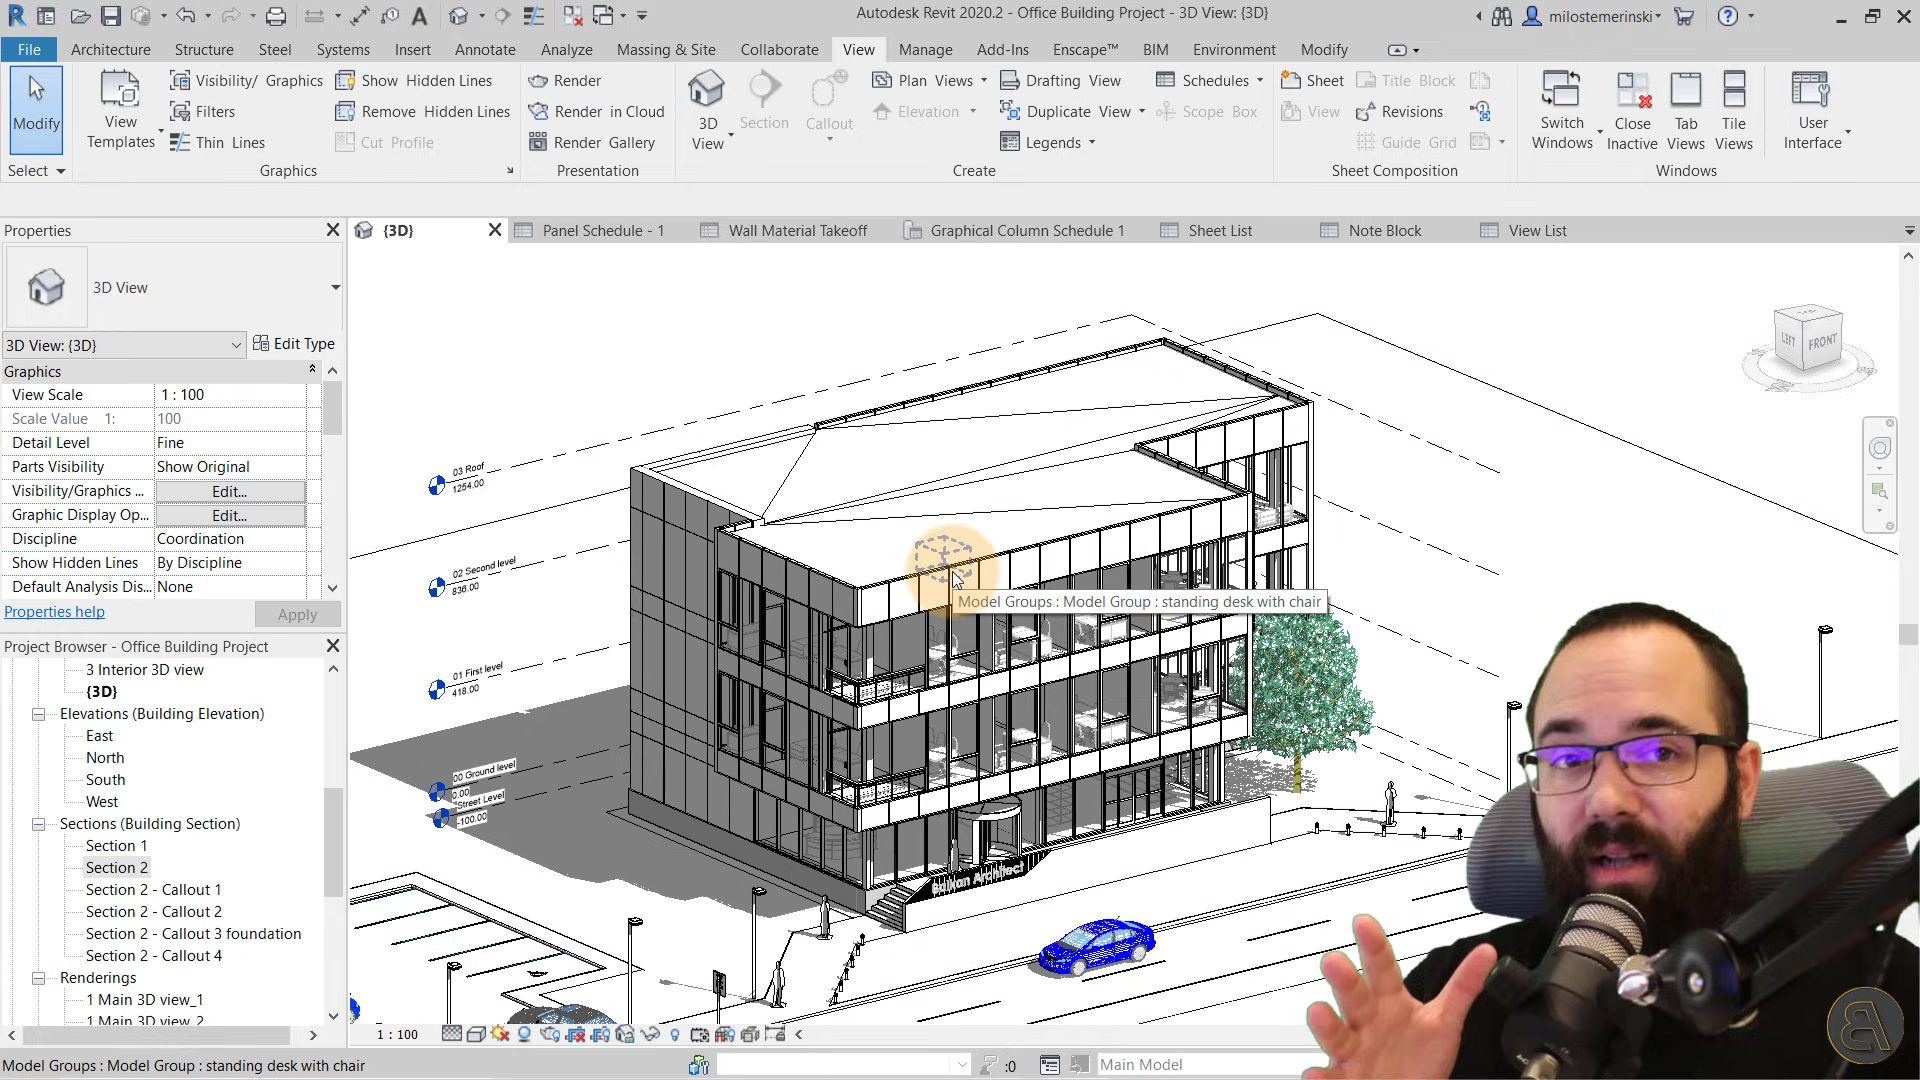 Autodesk Revit 2020.2 - Office Building Project - 3D View: {3D}
milostemerinski
File Architecture Structure Steel Systems Insert Annotate Analyze Massing & Site Collaborate View Manage Add-Ins Enscape™ BIM Environment Modify
Modify
View
Templates
Visibility/ Graphics
Filters
Thin Lines
Show Hidden Lines
Remove Hidden Lines
Cut Profile
Render
Render in Cloud
Render Gallery
3D
View
Section
Callout
Plan Views
Elevation
Drafting View
Duplicate View
Legends
Schedules
Scope Box
Sheet
View
Title Block
Revisions
Guide Grid
Switch
Windows
Close
Inactive
Tab
Views
Tile
Views
User
Interface
Select Graphics Presentation Create Sheet Composition Windows
Properties
{3D} Panel Schedule - 1 Wall Material Takeoff Graphical Column Schedule 1 Sheet List Note Block View List
3D View
3D View: {3D} Edit Type
Graphics
View Scale 1 : 100
Scale Value 1: 100
Detail Level Fine
Parts Visibility Show Original
Visibility/Graphics ... Edit...
Graphic Display Op... Edit...
Discipline Coordination
Show Hidden Lines By Discipline
Default Analysis Dis... None
Properties help Apply
Project Browser - Office Building Project
3 Interior 3D view
{3D}
Elevations (Building Elevation)
East
North
South
West
Sections (Building Section)
Section 1
Section 2
Section 2 - Callout 1
Section 2 - Callout 2
Section 2 - Callout 3 foundation
Section 2 - Callout 4
Renderings
1 Main 3D view_1
1 Main 3D view_2
LEFT FRONT
03 Roof
1254.00
02 Second level
836.00
01 First level
418.00
00 Ground level
0.00
Street Level
-100.00
Model Groups : Model Group : standing desk with chair
Balkan Architect
1 : 100
Model Groups : Model Group : standing desk with chair
:0
Main Model